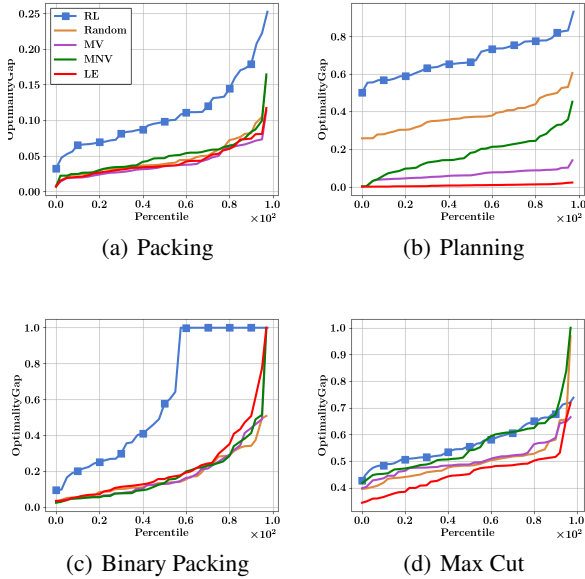 RL
Random
MV
MNV
LE
OptimalityGap
0.25
0.20
0.15
0.10
0.05
0.00
0.0 0.2 0.4 0.6 0.8 1.0
Percentile ×10²
(a) Packing
OptimalityGap
0.8
0.6
0.4
0.2
0.0
0.0 0.2 0.4 0.6 0.8 1.0
Percentile ×10²
(b) Planning
OptimalityGap
1.0
0.8
0.6
0.4
0.2
0.0
0.0 0.2 0.4 0.6 0.8 1.0
Percentile ×10²
(c) Binary Packing
OptimalityGap
1.0
0.9
0.8
0.7
0.6
0.5
0.4
0.0 0.2 0.4 0.6 0.8 1.0
Percentile ×10²
(d) Max Cut